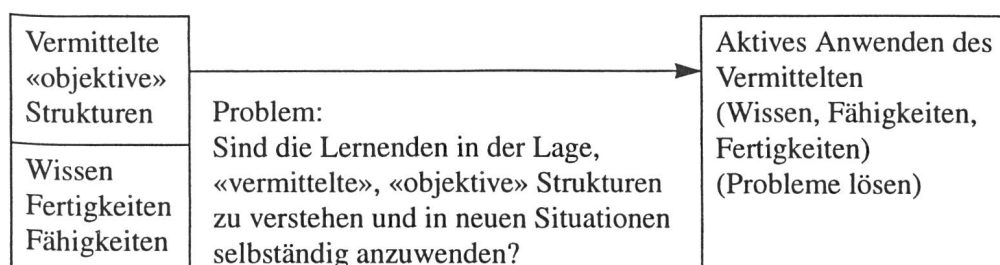 Vermittelte
«objektive»
Strukturen
Wissen
Fertigkeiten
Fähigkeiten
Problem:
Sind die Lernenden in der Lage,
«vermittelte», «objektive» Strukturen
zu verstehen und in neuen Situationen
selbständig anzuwenden?
Aktives Anwenden des
Vermittelten
(Wissen, Fähigkeiten,
Fertigkeiten)
(Probleme lösen)